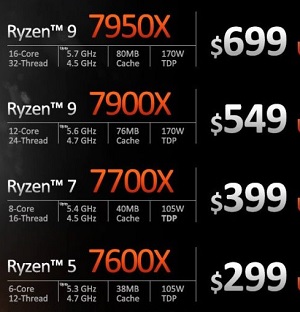 Ryzen™ 9 7950X $699
16-Core 5.7 GHz 80MB 170W
32-Thread 4.5 GHz Cache TDP
Ryzen™ 9 7900X $549
12-Core 5.6 GHz 76MB 170W
24-Thread 4.7 GHz Cache TDP
Ryzen™ 7 7700X $399
8-Core 5.4 GHz 40MB 105W
16-Thread 4.5 GHz Cache TDP
Ryzen™ 5 7600X $299
6-Core 5.3 GHz 38MB 105W
12-Thread 4.7 GHz Cache TDP